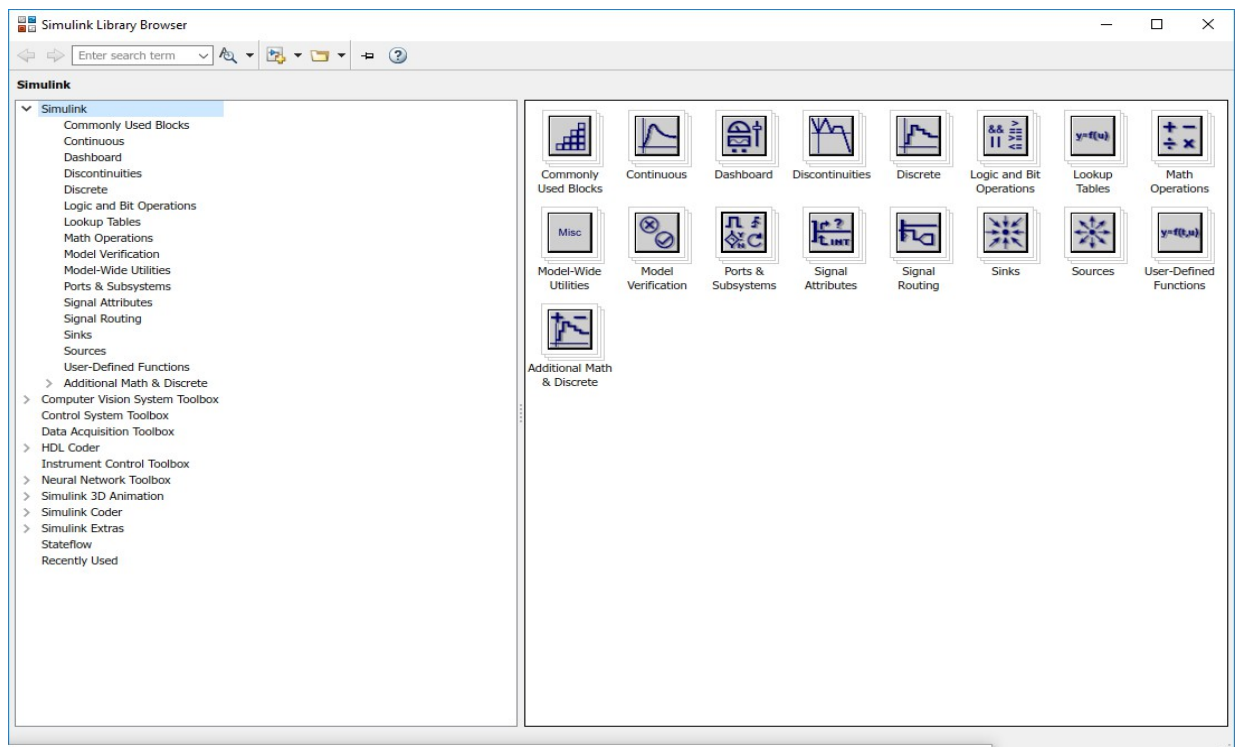 Simulink Library Browser
Enter search term
Simulink
Simulink
Commonly Used Blocks
Continuous
Dashboard
Discontinuities
Discrete
Logic and Bit Operations
Lookup Tables
Math Operations
Model Verification
Model-Wide Utilities
Ports & Subsystems
Signal Attributes
Signal Routing
Sinks
Sources
User-Defined Functions
Additional Math & Discrete
Computer Vision System Toolbox
Control System Toolbox
Data Acquisition Toolbox
HDL Coder
Instrument Control Toolbox
Neural Network Toolbox
Simulink 3D Animation
Simulink Coder
Simulink Extras
Stateflow
Recently Used
Commonly
Used Blocks
Continuous
Dashboard
Discontinuities
Discrete
&& > == >= || <=
Logic and Bit
Operations
y=f(u)
Lookup
Tables
+ − ÷ ×
Math
Operations
Misc
Model-Wide
Utilities
Model
Verification
Ports &
Subsystems
? INT
Signal
Attributes
Signal
Routing
Sinks
Sources
y=f(t,u)
User-Defined
Functions
+ −
Additional Math
& Discrete